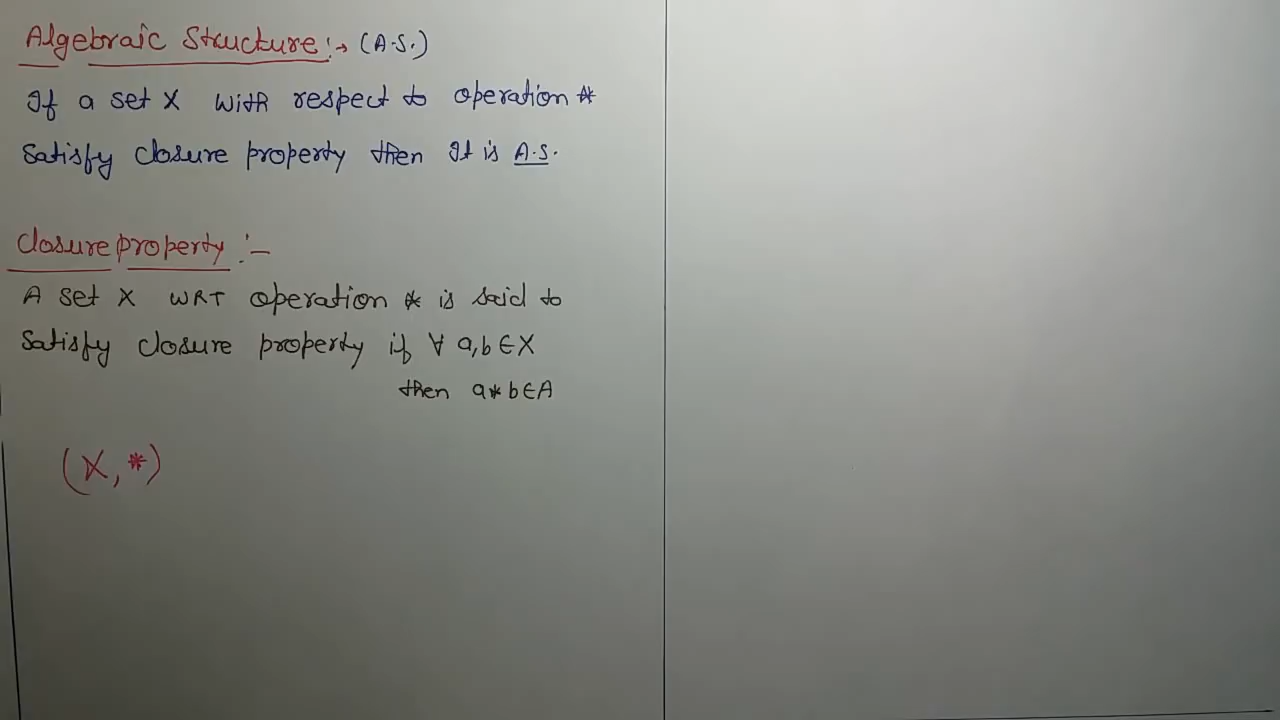 Algebraic Structure :→ (A.S.)
If a set X with respect to operation *
Satisfy closure property then It is A.S.
Closure property :-
A set X WRT operation * is said to
Satisfy closure property if ∀ a,b ∈ X
then a * b ∈ A
(X, *)